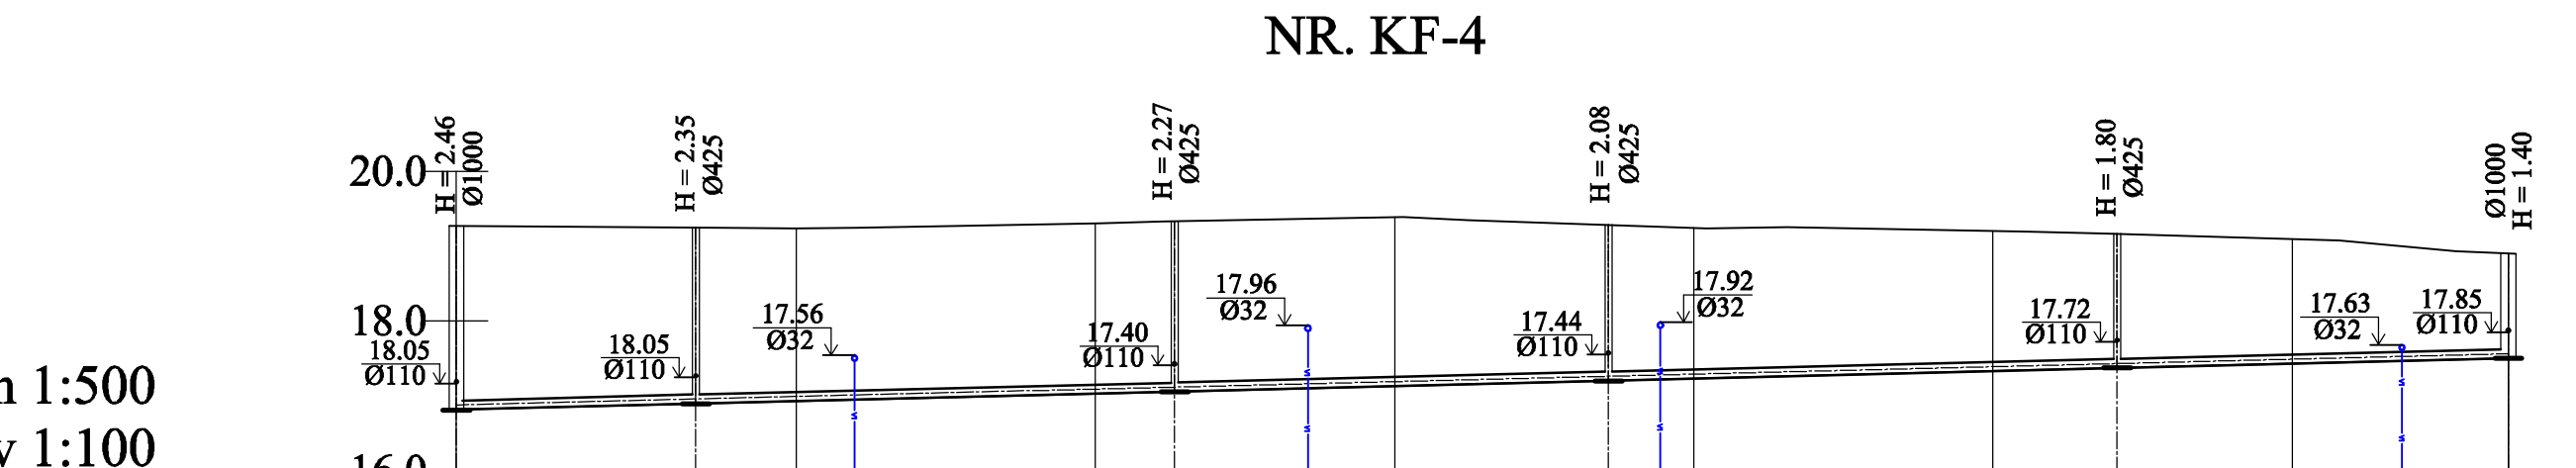 NR. KF-4
H = 2.46
Ø1000
H = 2.35
Ø425
H = 2.27
Ø425
H = 2.08
Ø425
H = 1.80
Ø425
Ø1000
H = 1.40
20.0
18.0
16.0
18.05
Ø110
18.05
Ø110
17.56
Ø32
17.40
Ø110
17.96
Ø32
17.44
Ø110
17.92
Ø32
17.72
Ø110
17.63
Ø32
17.85
Ø110
1:500
1:100